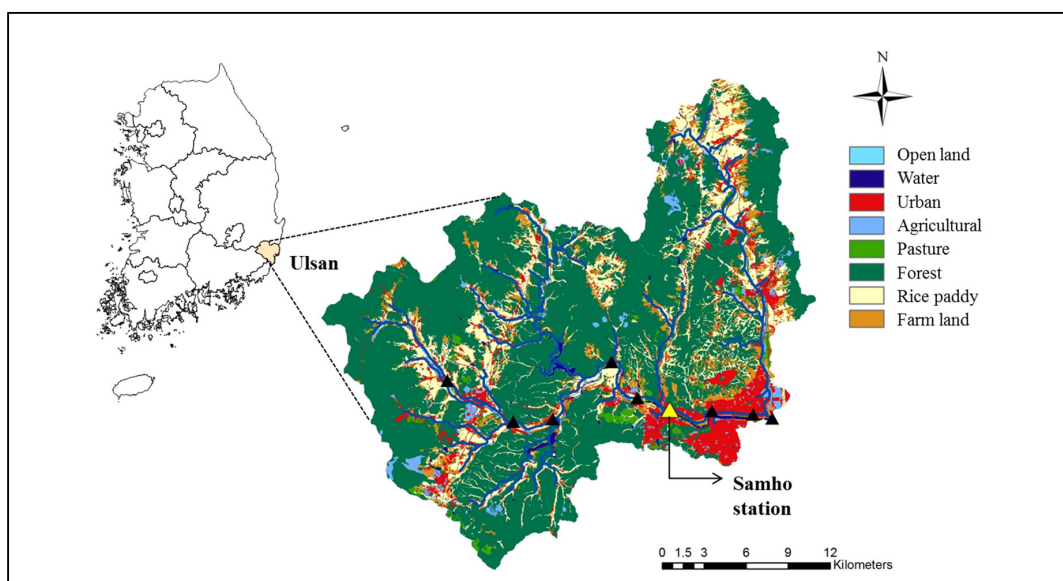 N
Open land
Water
Urban
Agricultural
Pasture
Forest
Rice paddy
Farm land
Ulsan
Samho
station
0 1.5 3 6 9 12
Kilometers